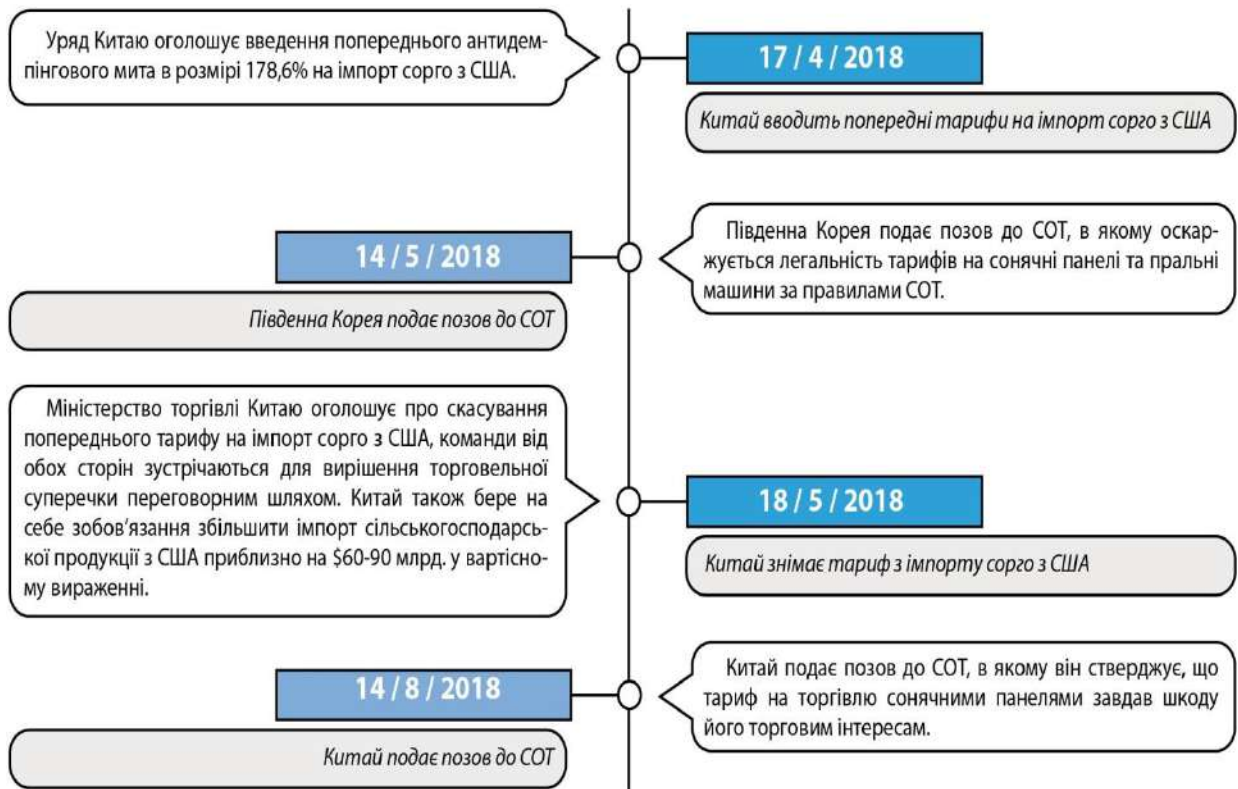 Уряд Китаю оголошує введення попереднього антидем-
пінгового мита в розмірі 178,6% на імпорт сорго з США.
17 / 4 / 2018
Китай вводить попередні тарифи на імпорт сорго з США
14 / 5 / 2018
Південна Корея подає позов до СОТ
Південна Корея подає позов до СОТ, в якому оскар-
жується легальність тарифів на сонячні панелі та пральні
машини за правилами СОТ.
Міністерство торгівлі Китаю оголошує про скасування
попереднього тарифу на імпорт сорго з США, команди від
обох сторін зустрічаються для вирішення торговельної
суперечки переговорним шляхом. Китай також бере на
себе зобов’язання збільшити імпорт сільськогосподарсь-
кої продукції з США приблизно на $60-90 млрд. у вартісно-
му вираженні.
18 / 5 / 2018
Китай знімає тариф з імпорту сорго з США
14 / 8 / 2018
Китай подає позов до СОТ
Китай подає позов до СОТ, в якому він стверджує, що
тариф на торгівлю сонячними панелями завдав шкоду
його торговим інтересам.